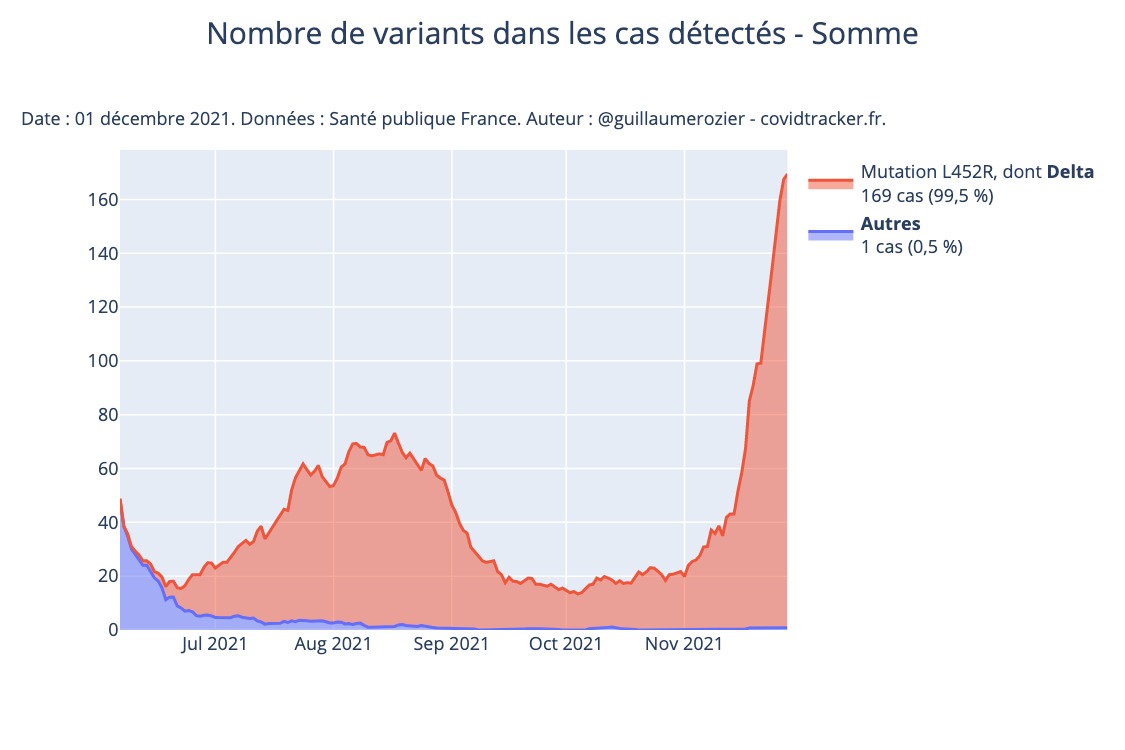 Nombre de variants dans les cas détectés - Somme
Date : 01 décembre 2021. Données : Santé publique France. Auteur : @guillaumerozier - covidtracker.fr.
Mutation L452R, dont Delta
169 cas (99,5 %)
Autres
1 cas (0,5 %)
160
140
120
100
80
60
40
20
0
Jul 2021
Aug 2021
Sep 2021
Oct 2021
Nov 2021